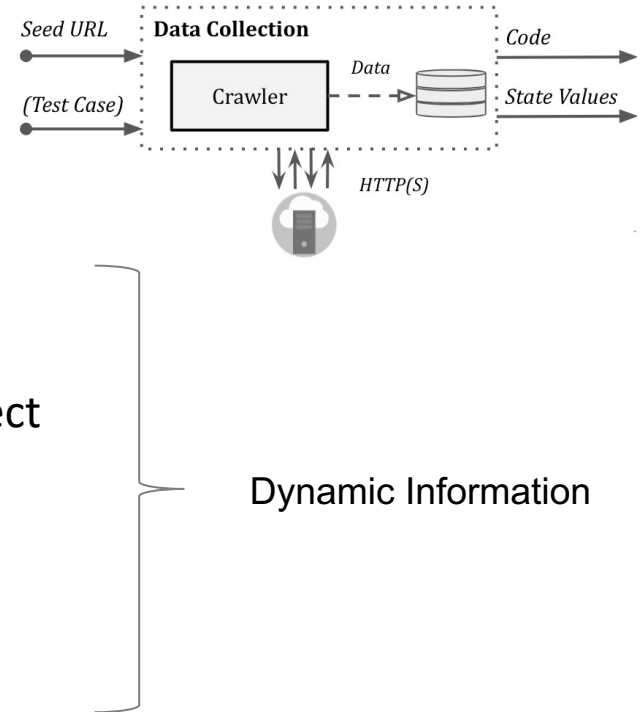 Seed URL
Data Collection
Code
Data
(Test Case)
Crawler
State Values
HTTP(S)
ect
Dynamic Information